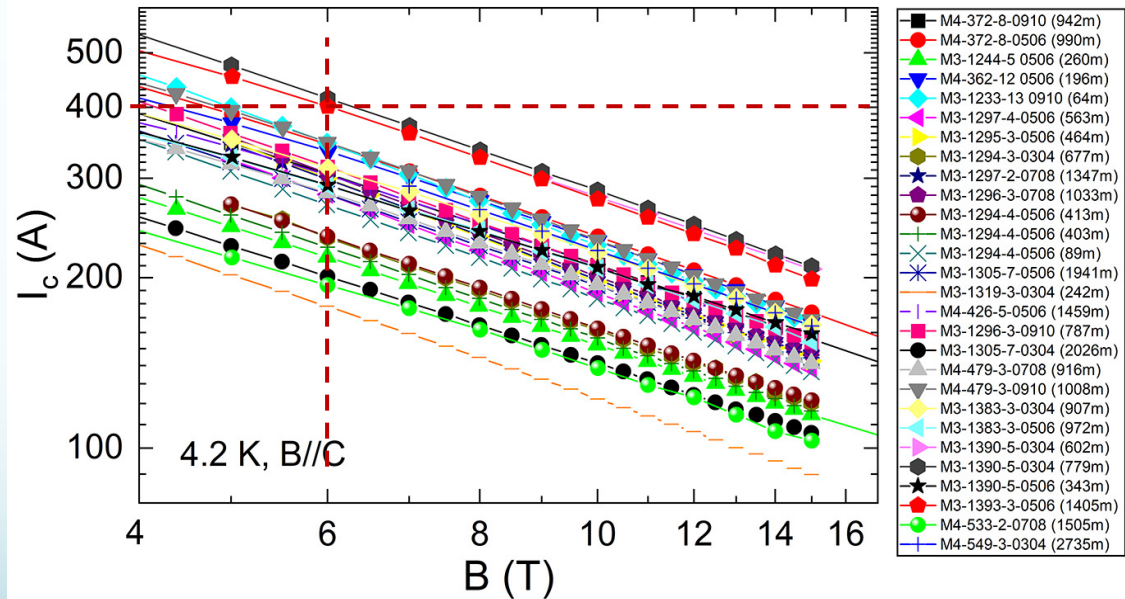 500
400
300
200
100
I_c (A)
4.2 K, B//C
4
6
8
10
12
14
16
B (T)
M4-372-8-0910 (942m)
M4-372-8-0506 (990m)
M3-1244-5 0506 (260m)
M4-362-12 0506 (196m)
M3-1233-13 0910 (64m)
M3-1297-4-0506 (563m)
M3-1295-3-0506 (464m)
M3-1294-3-0304 (677m)
M3-1297-2-0708 (1347m)
M3-1296-3-0708 (1033m)
M3-1294-4-0506 (413m)
M3-1294-4-0506 (403m)
M3-1294-4-0506 (89m)
M3-1305-7-0506 (1941m)
M3-1319-3-0304 (242m)
M4-426-5-0506 (1459m)
M3-1296-3-0910 (787m)
M3-1305-7-0304 (2026m)
M4-479-3-0708 (916m)
M4-479-3-0910 (1008m)
M3-1383-3-0304 (907m)
M3-1383-3-0506 (972m)
M3-1390-5-0304 (602m)
M3-1390-5-0304 (779m)
M3-1390-5-0506 (343m)
M3-1393-3-0506 (1405m)
M4-533-2-0708 (1505m)
M4-549-3-0304 (2735m)